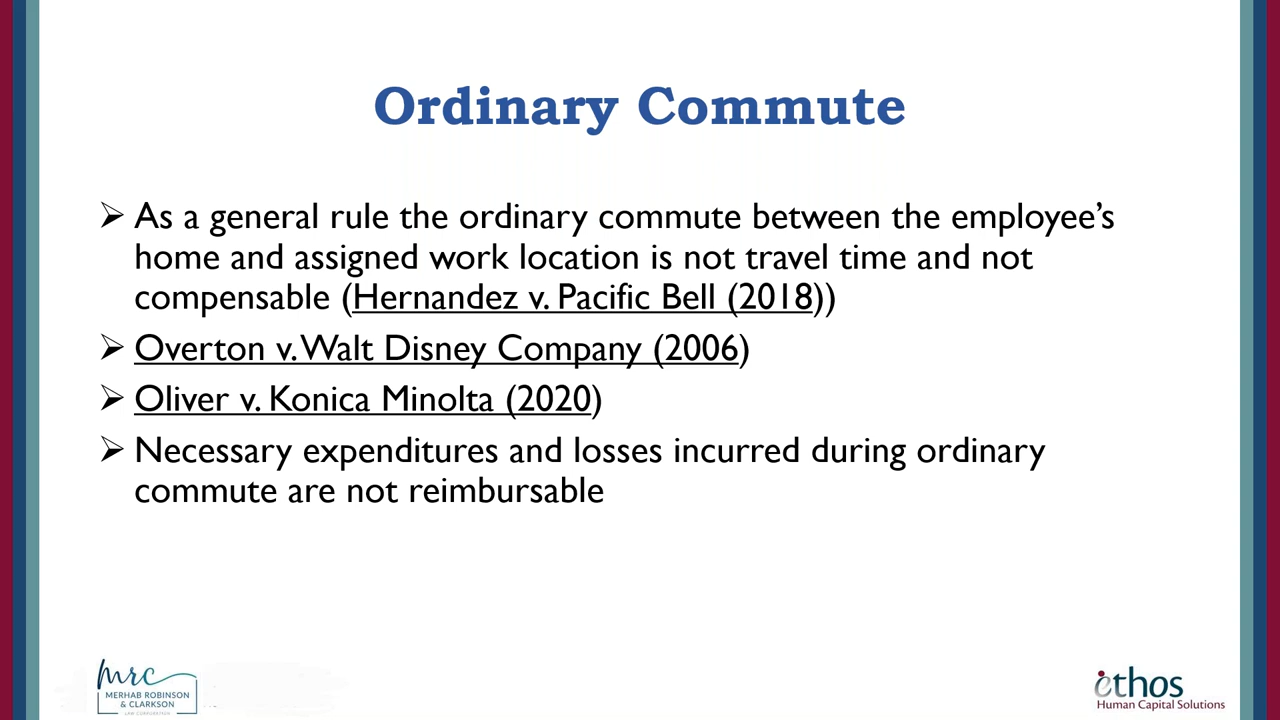 Ordinary Commute
➢ As a general rule the ordinary commute between the employee’s
home and assigned work location is not travel time and not
compensable (Hernandez v. Pacific Bell (2018))
➢ Overton v. Walt Disney Company (2006)
➢ Oliver v. Konica Minolta (2020)
➢ Necessary expenditures and losses incurred during ordinary
commute are not reimbursable
mrc
MERHAB ROBINSON
& CLARKSON
LAW CORPORATION
ethos
Human Capital Solutions